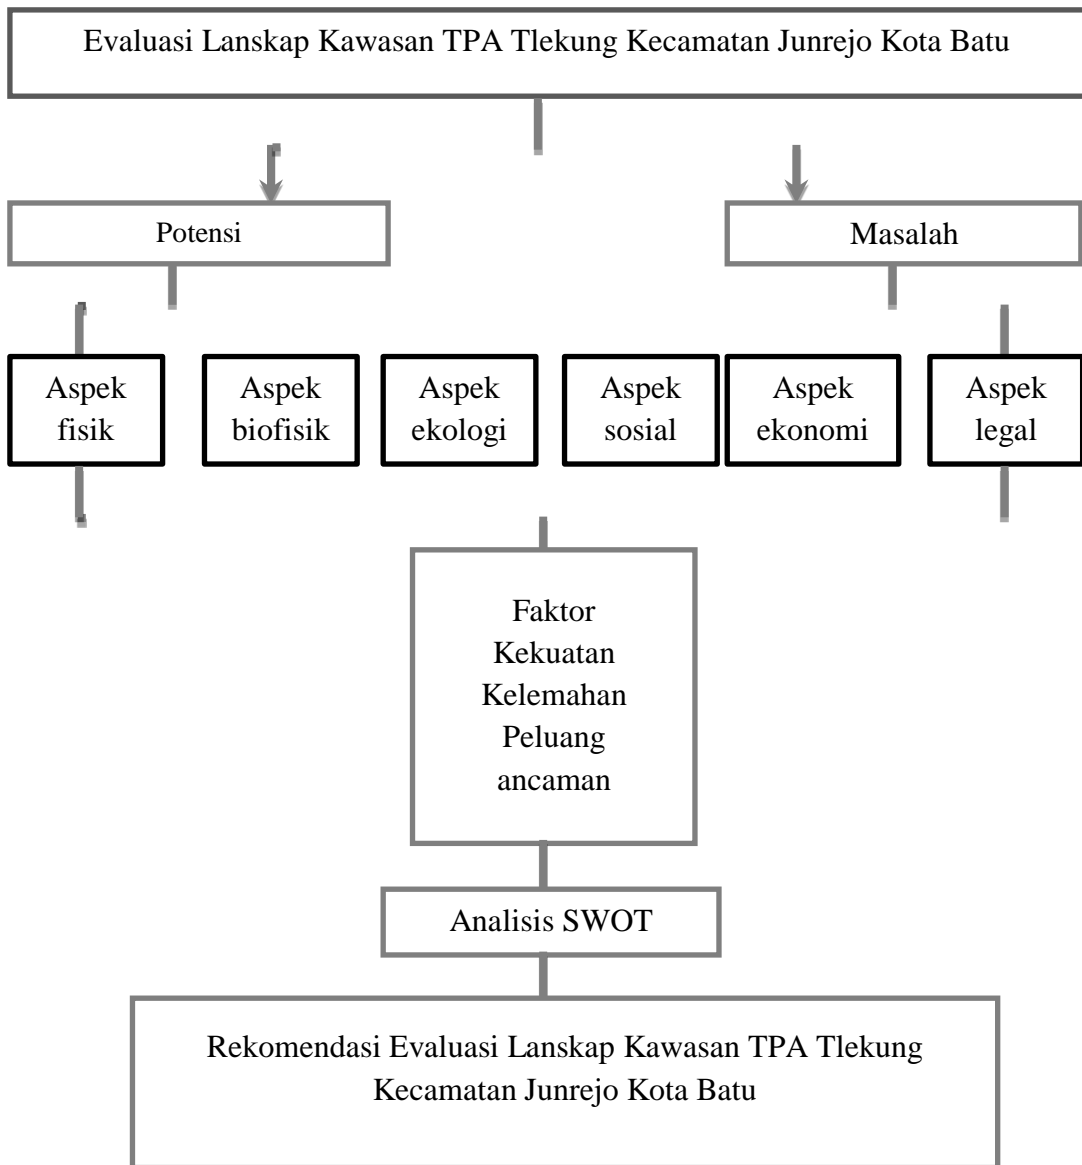 Evaluasi Lanskap Kawasan TPA Tlekung Kecamatan Junrejo Kota Batu
Potensi
Masalah
Aspek
fisik
Aspek
biofisik
Aspek
ekologi
Aspek
sosial
Aspek
ekonomi
Aspek
legal
Faktor
Kekuatan
Kelemahan
Peluang
ancaman
Analisis SWOT
Rekomendasi Evaluasi Lanskap Kawasan TPA Tlekung
Kecamatan Junrejo Kota Batu